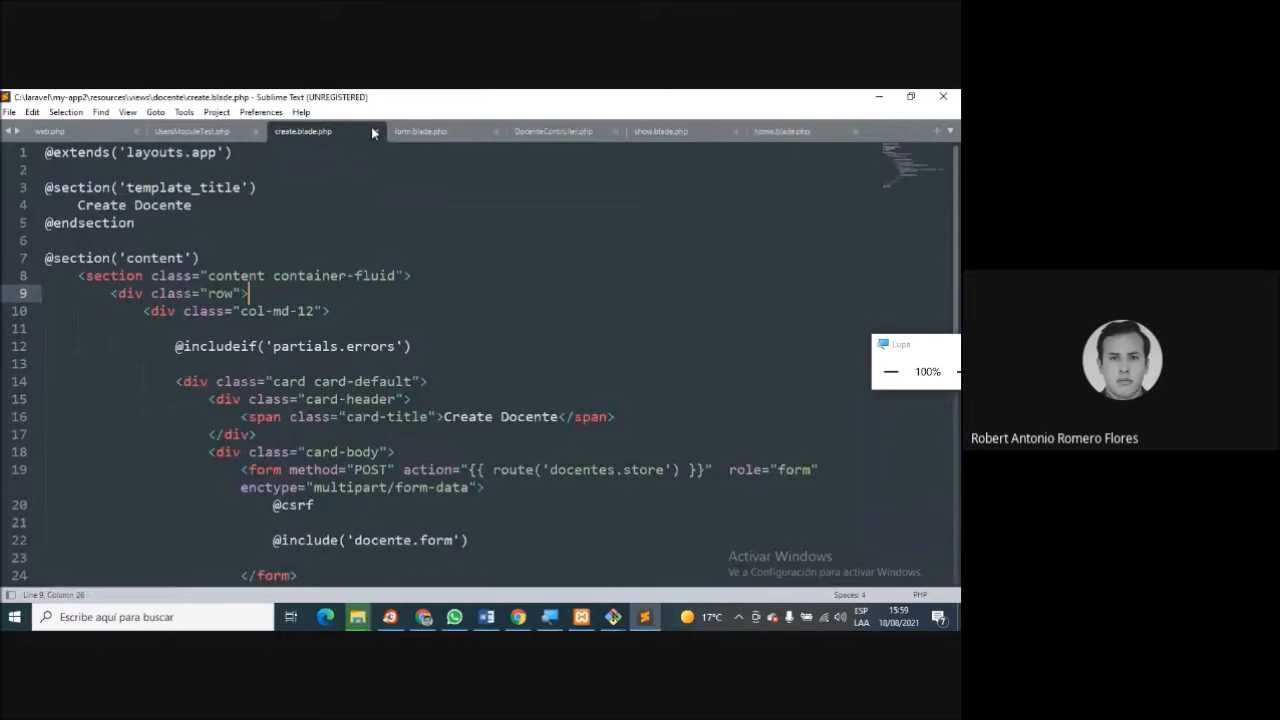 C:\laravel\my-app2\resources\views\docente\create.blade.php - Sublime Text (UNREGISTERED)
File Edit Selection Find View Goto Tools Project Preferences Help
web.php UsersModuleTest.php create.blade.php form.blade.php DocenteController.php show.blade.php home.blade.php
1 @extends('layouts.app')
2
3 @section('template_title')
4 Create Docente
5 @endsection
6
7 @section('content')
8 <section class="content container-fluid">
9 <div class="row">
10 <div class="col-md-12">
11
12 @includeif('partials.errors')
13
14 <div class="card card-default">
15 <div class="card-header">
16 <span class="card-title">Create Docente</span>
17 </div>
18 <div class="card-body">
19 <form method="POST" action="{{ route('docentes.store') }}" role="form"
enctype="multipart/form-data">
20 @csrf
21
22 @include('docente.form')
23
24 </form>
Lupa
100%
Activar Windows
Ve a Configuración para activar Windows.
Line 9, Column 26
Spaces: 4
PHP
Escribe aquí para buscar
17°C
ESP
LAA
15:59
18/08/2021
7
Robert Antonio Romero Flores